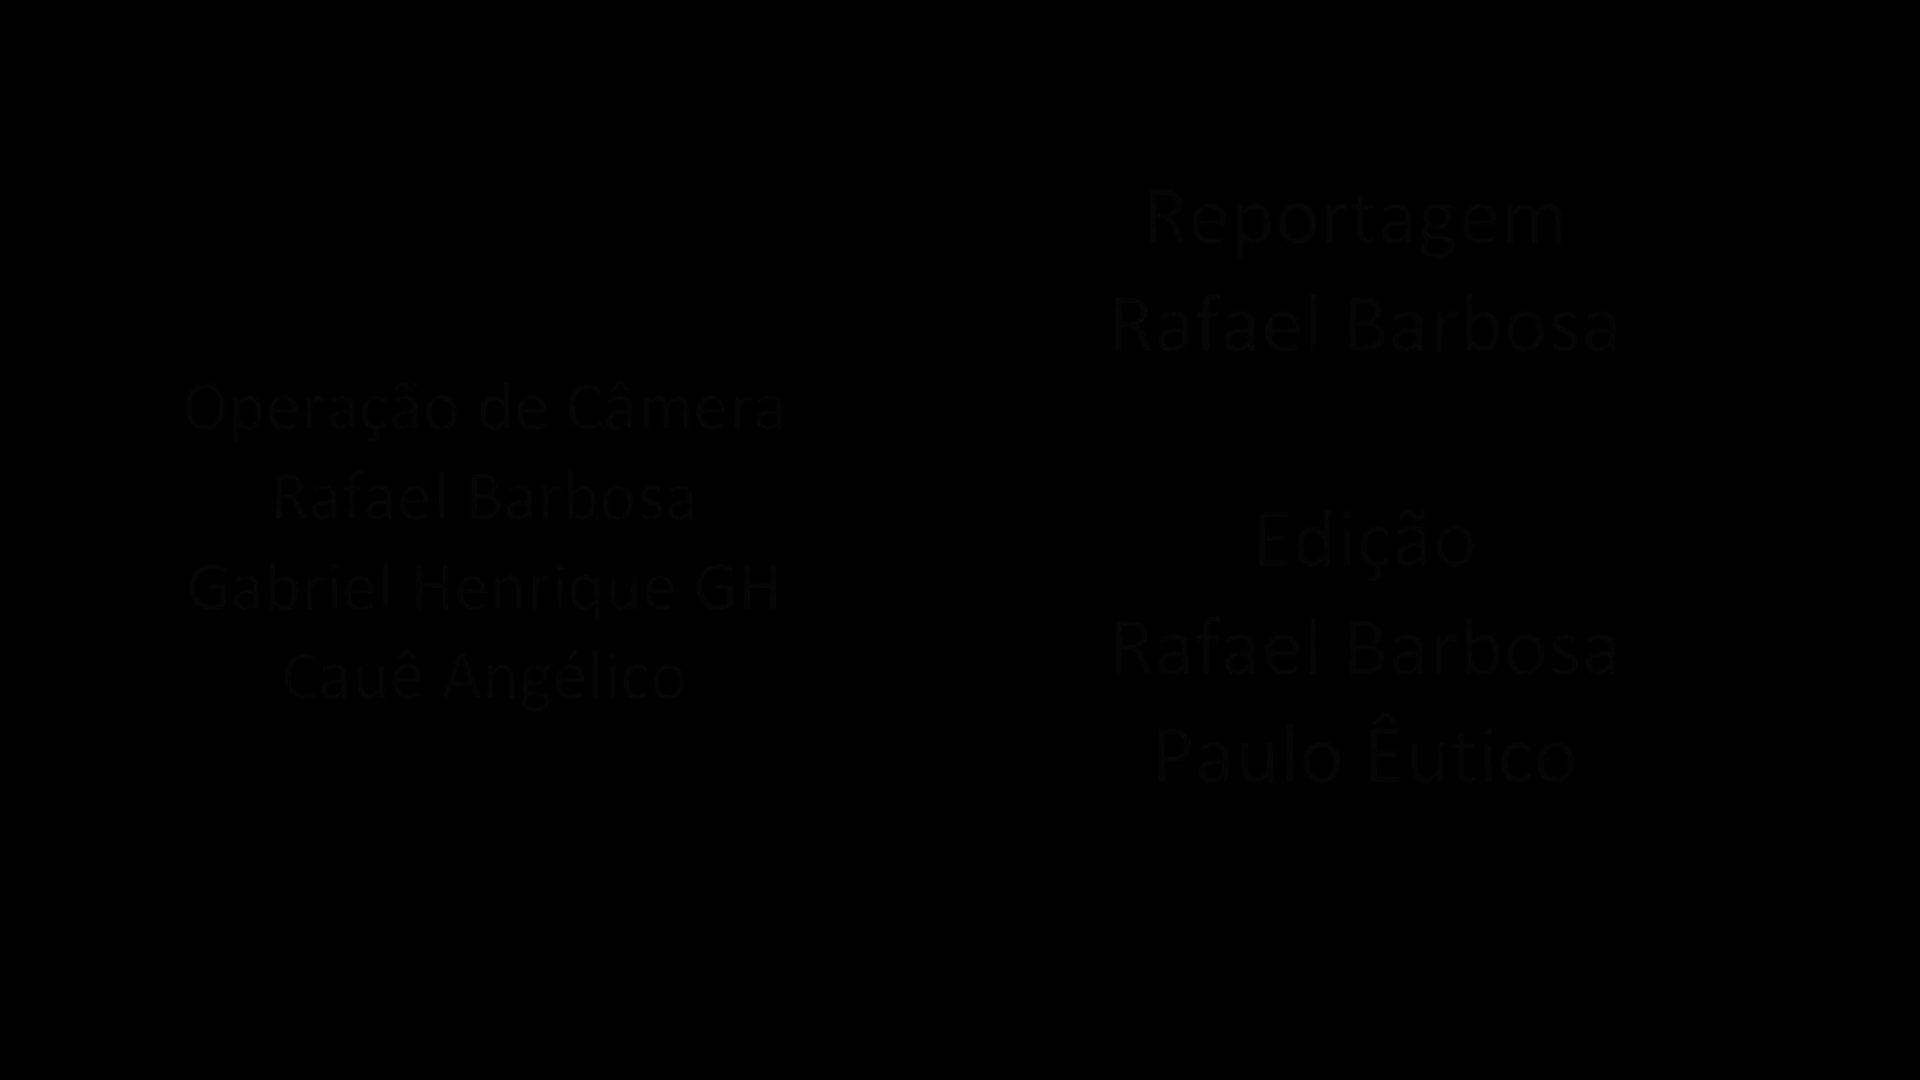 Operação de Câmera
Rafael Barbosa
Gabriel Henrique GH
Cauê Angélico
Reportagem
Rafael Barbosa
Edição
Rafael Barbosa
Paulo Êutico